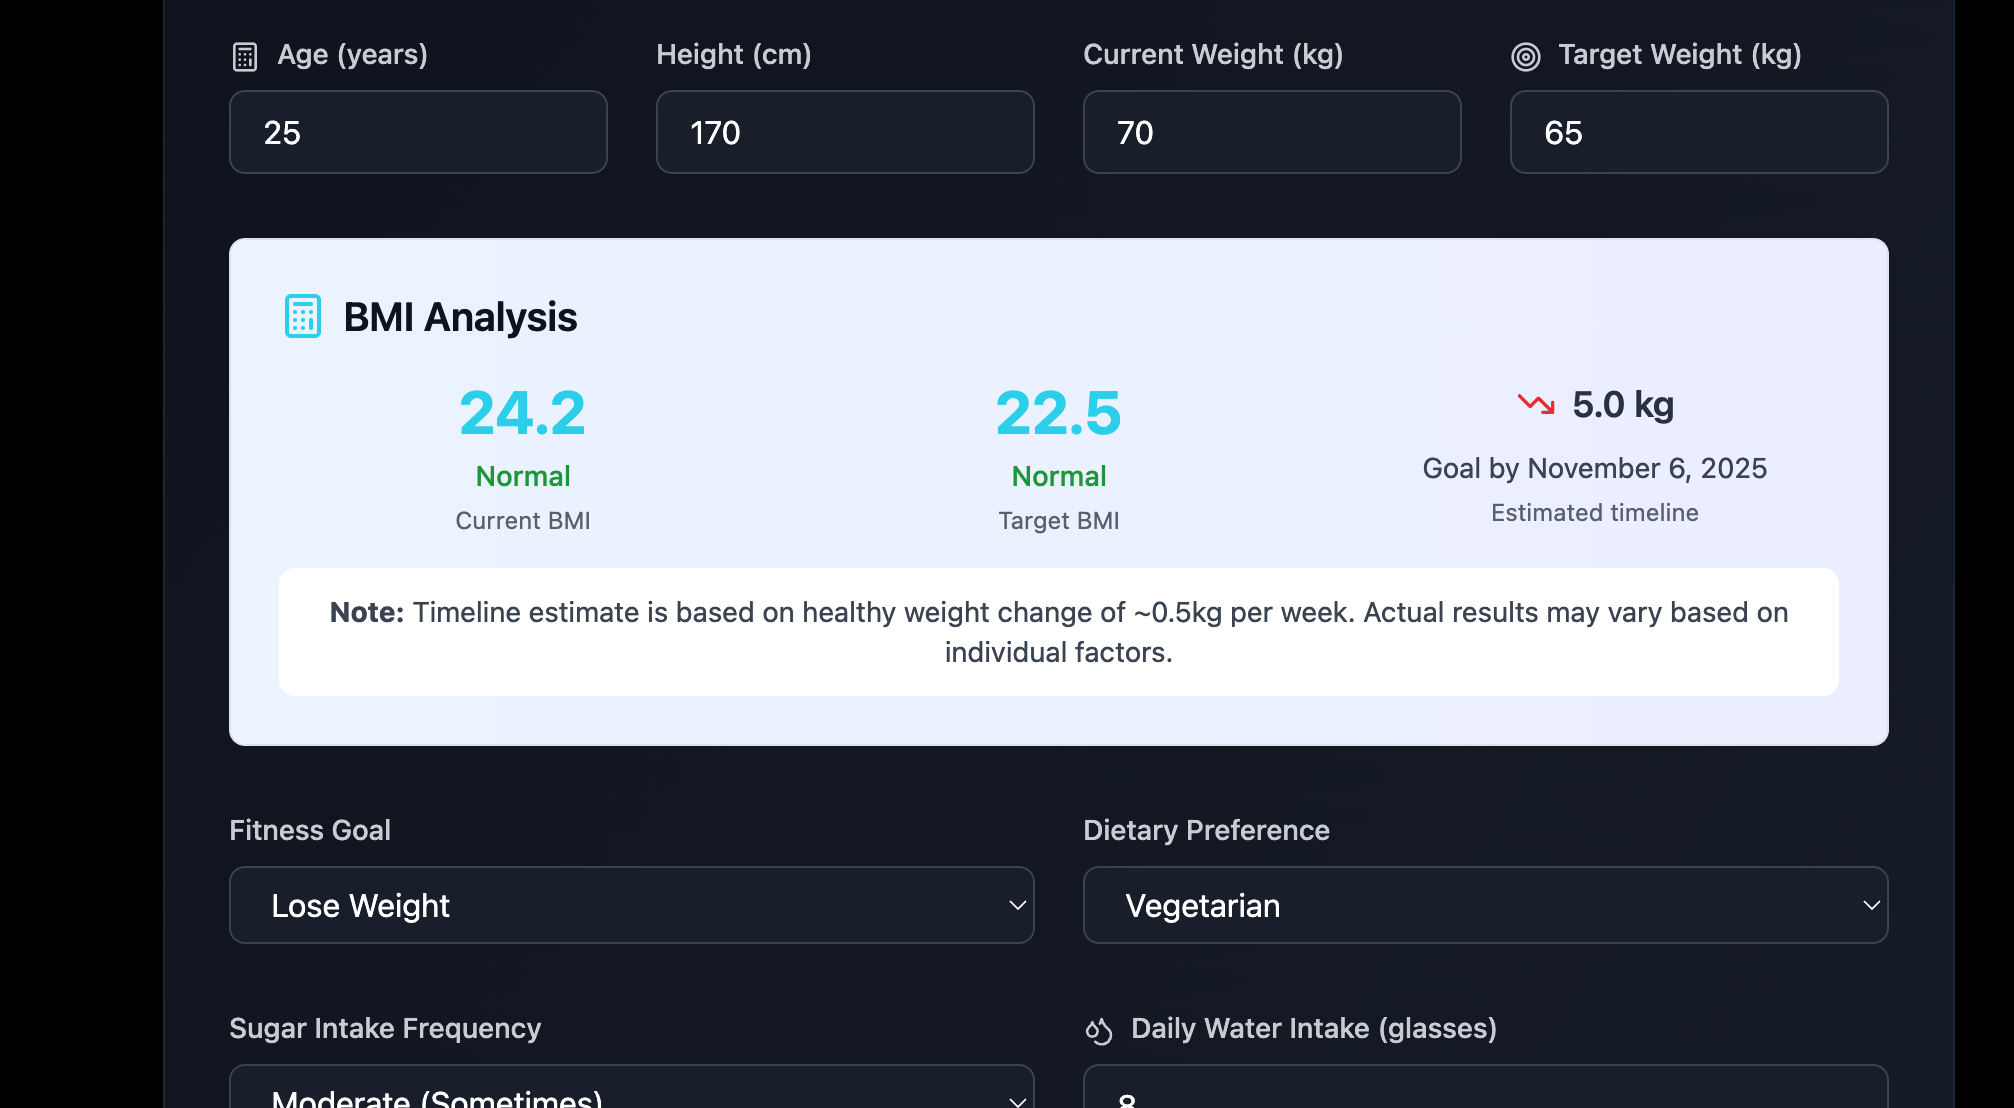 Age (years)
Height (cm)
Current Weight (kg)
Target Weight (kg)
25
170
70
65
BMI Analysis
24.2
Normal
Current BMI
22.5
Normal
Target BMI
5.0 kg
Goal by November 6, 2025
Estimated timeline
Note: Timeline estimate is based on healthy weight change of ~0.5kg per week. Actual results may vary based on
individual factors.
Fitness Goal
Dietary Preference
Lose Weight
Vegetarian
Sugar Intake Frequency
Daily Water Intake (glasses)
Moderate (Sometimes)
8